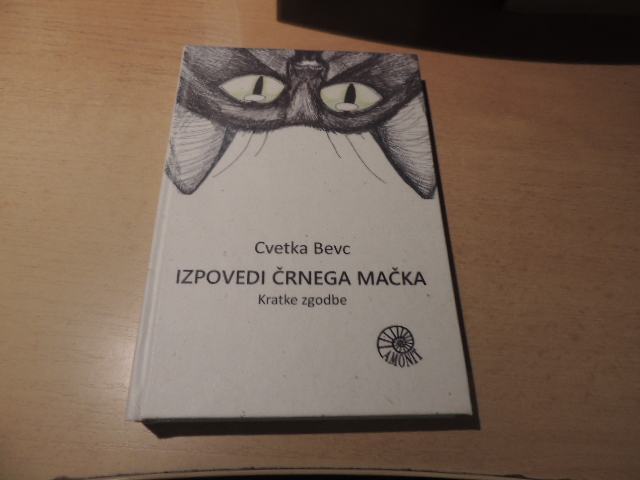 Cvetka Bevc
IZPOVEDI ČRNEGA MAČKA
Kratke zgodbe
AMONIT